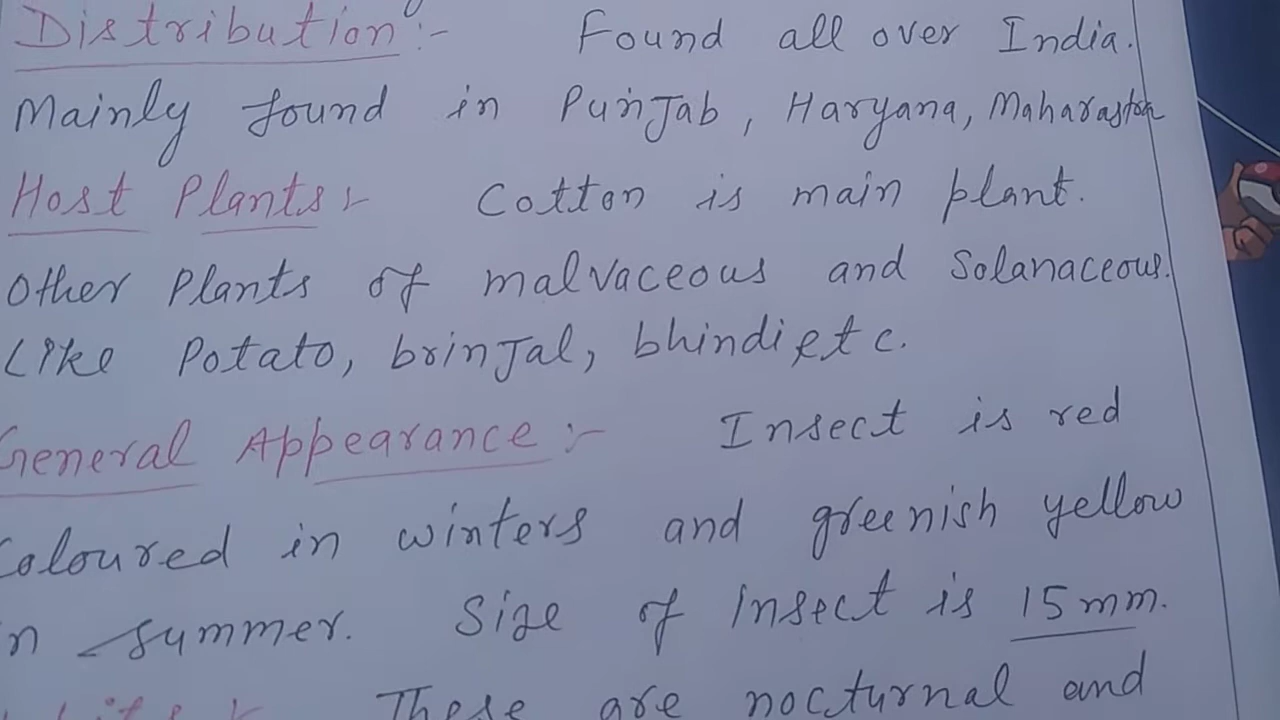 Distribution :- Found all over India.
Mainly found in Punjab, Haryana, Maharastra
Host Plants :- Cotton is main plant.
Other Plants of malvaceous and Solanaceous.
Like Potato, brinjal, bhindi etc.
General Appearance :- Insect is red
Coloured in winters and greenish yellow
in summer. Size of insect is 15mm.
These are nocturnal and